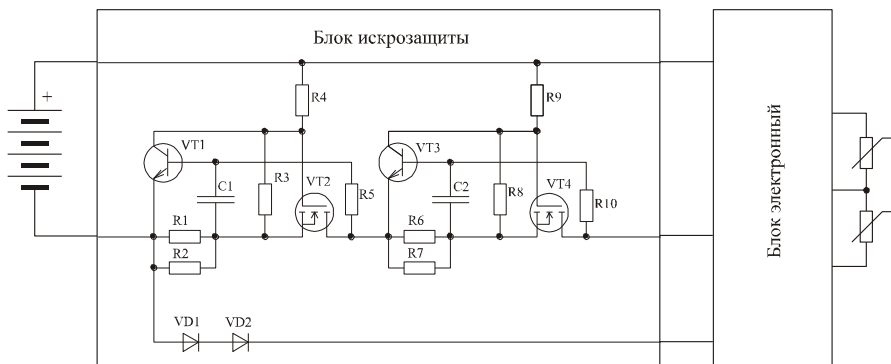 Блок искрозащиты
+
R4
R9
VT1
VT3
R3
C1
VT2
R5
R8
C2
VT4
R10
R1
R2
R6
R7
VD1
VD2
Блок электронный